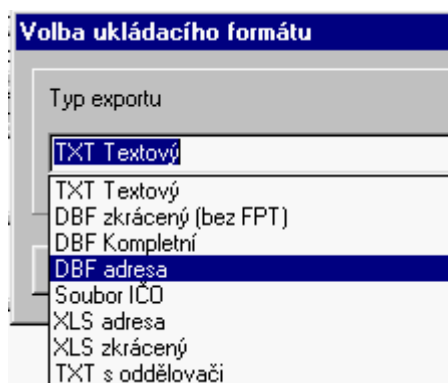 Volba ukládacího formátu
Typ exportu
TXT Textový
TXT Textový
DBF zkrácený (bez FPT)
DBF Kompletní
DBF adresa
Soubor IČO
XLS adresa
XLS zkrácený
TXT s oddělovači